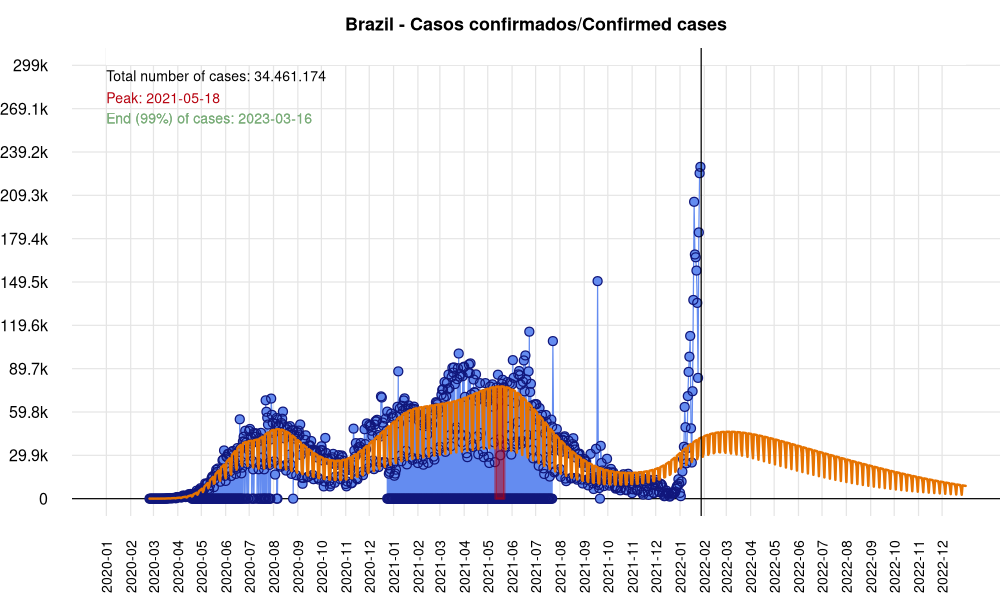 Brazil - Casos confirmados/Confirmed cases
299k
269.1k
239.2k
209.3k
179.4k
149.5k
119.6k
89.7k
59.8k
29.9k
0
Total number of cases: 34.461.174
Peak: 2021-05-18
End (99%) of cases: 2023-03-16
2020-01
2020-02
2020-03
2020-04
2020-05
2020-06
2020-07
2020-08
2020-09
2020-10
2020-11
2020-12
2021-01
2021-02
2021-03
2021-04
2021-05
2021-06
2021-07
2021-08
2021-09
2021-10
2021-11
2021-12
2022-01
2022-02
2022-03
2022-04
2022-05
2022-06
2022-07
2022-08
2022-09
2022-10
2022-11
2022-12